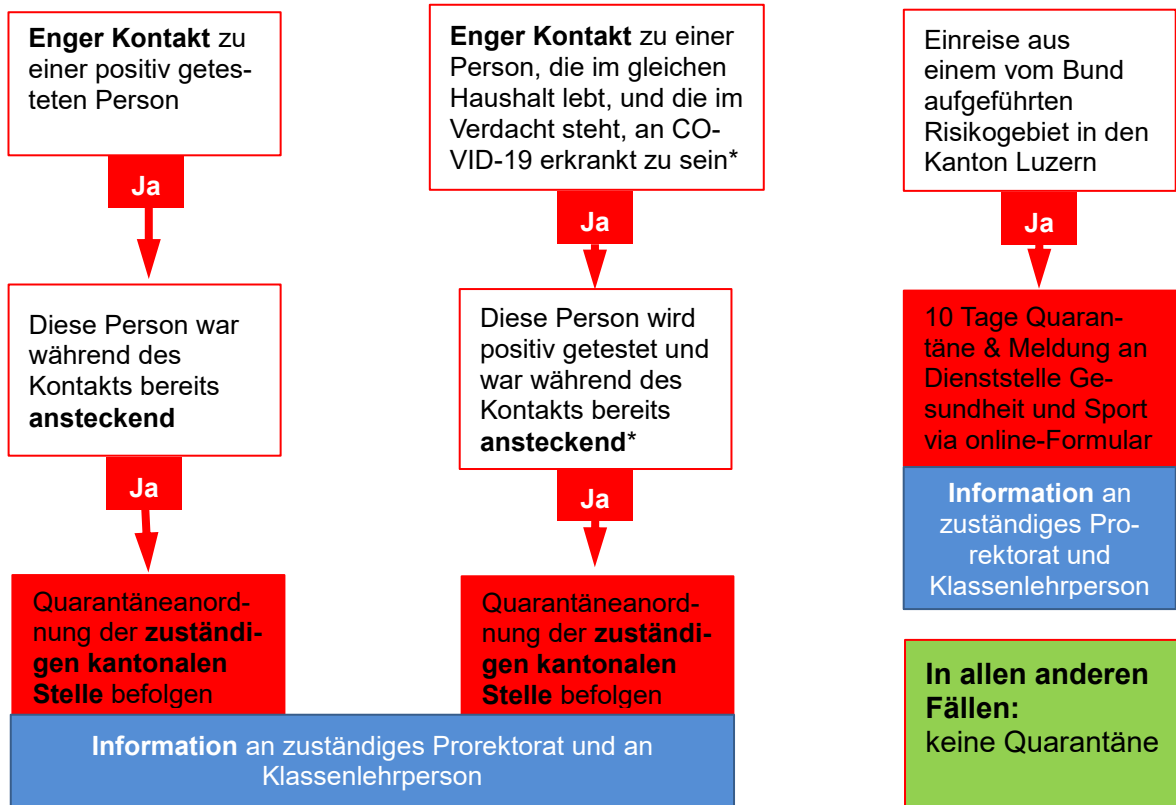 Enger Kontakt zu
einer positiv getes-
teten Person
Ja
Diese Person war
während des
Kontakts bereits
ansteckend
Ja
Quarantäneanord-
nung der zuständi-
gen kantonalen
Stelle befolgen
Enger Kontakt zu einer
Person, die im gleichen
Haushalt lebt, und die im
Verdacht steht, an CO-
VID-19 erkrankt zu sein*
Ja
Diese Person wird
positiv getestet und
war während des
Kontakts bereits
ansteckend*
Ja
Quarantäneanord-
nung der zuständi-
gen kantonalen
Stelle befolgen
Information an zuständiges Prorektorat und an
Klassenlehrperson
Einreise aus
einem vom Bund
aufgeführten
Risikogebiet in den
Kanton Luzern
Ja
10 Tage Quaran-
täne & Meldung an
Dienststelle Ge-
sundheit und Sport
via online-Formular
Information an
zuständiges Pro-
rektorat und
Klassenlehrperson
In allen anderen
Fällen:
keine Quarantäne